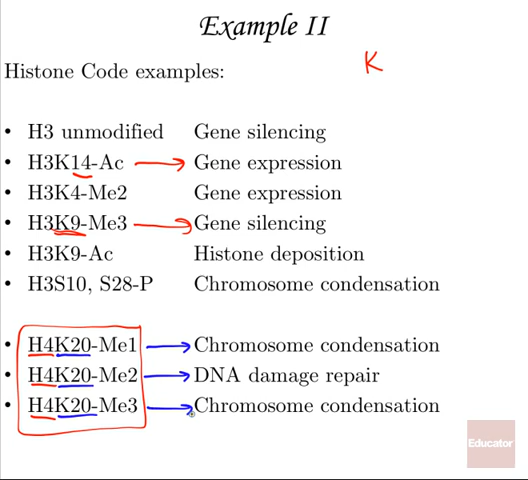 Example II
K
Histone Code examples:
• H3 unmodified Gene silencing
• H3K14-Ac Gene expression
• H3K4-Me2 Gene expression
• H3K9-Me3 Gene silencing
• H3K9-Ac Histone deposition
• H3S10, S28-P Chromosome condensation
• H4K20-Me1 Chromosome condensation
• H4K20-Me2 DNA damage repair
• H4K20-Me3 Chromosome condensation
Educator